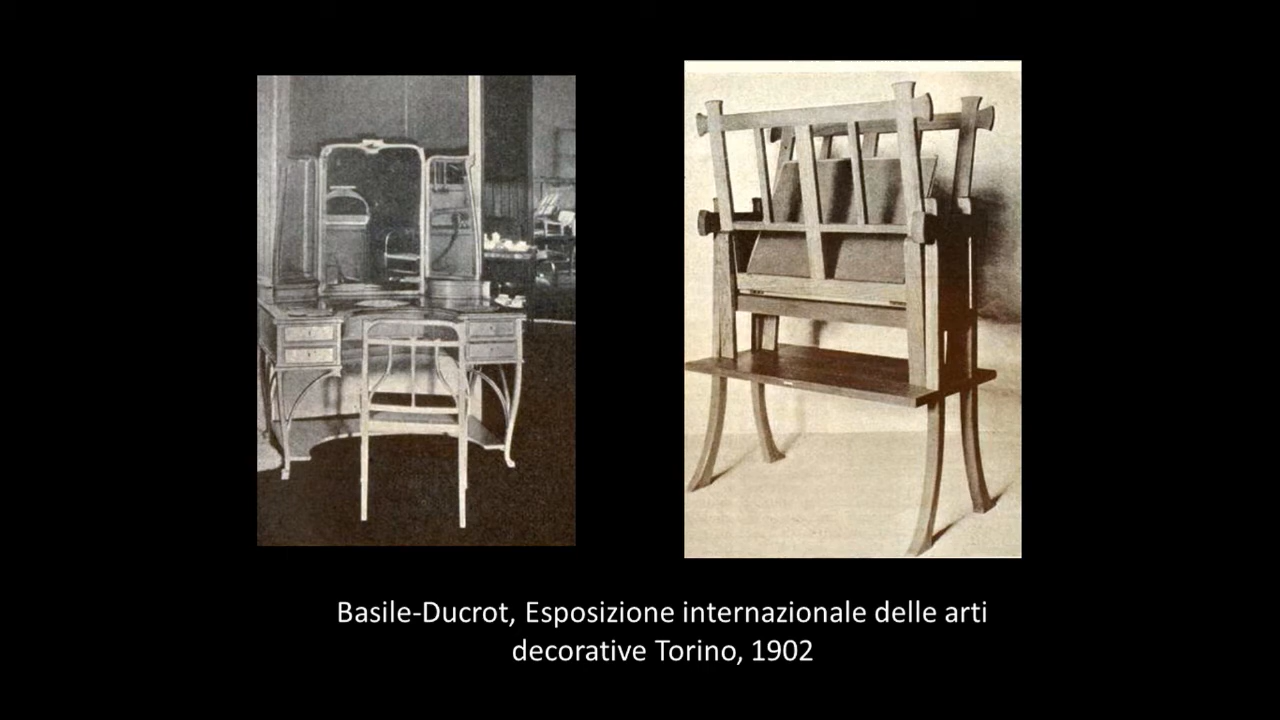 Basile-Ducrot, Esposizione internazionale delle arti
decorative Torino, 1902